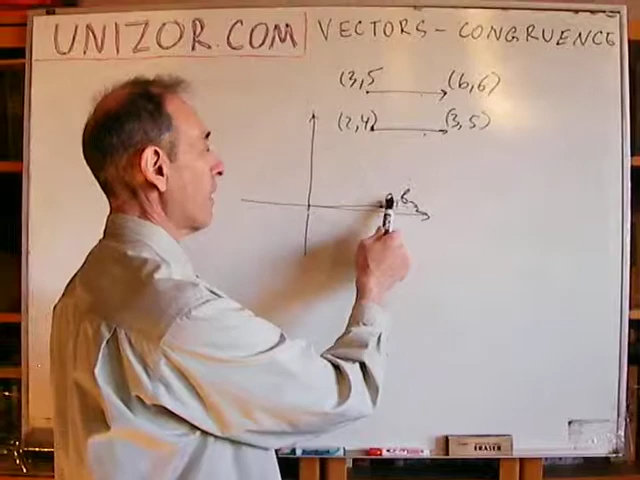 UNIZOR.COM VECTORS - CONGRUENCE
(3,5 (6,6)
(2,4) (3,5)
ERASER